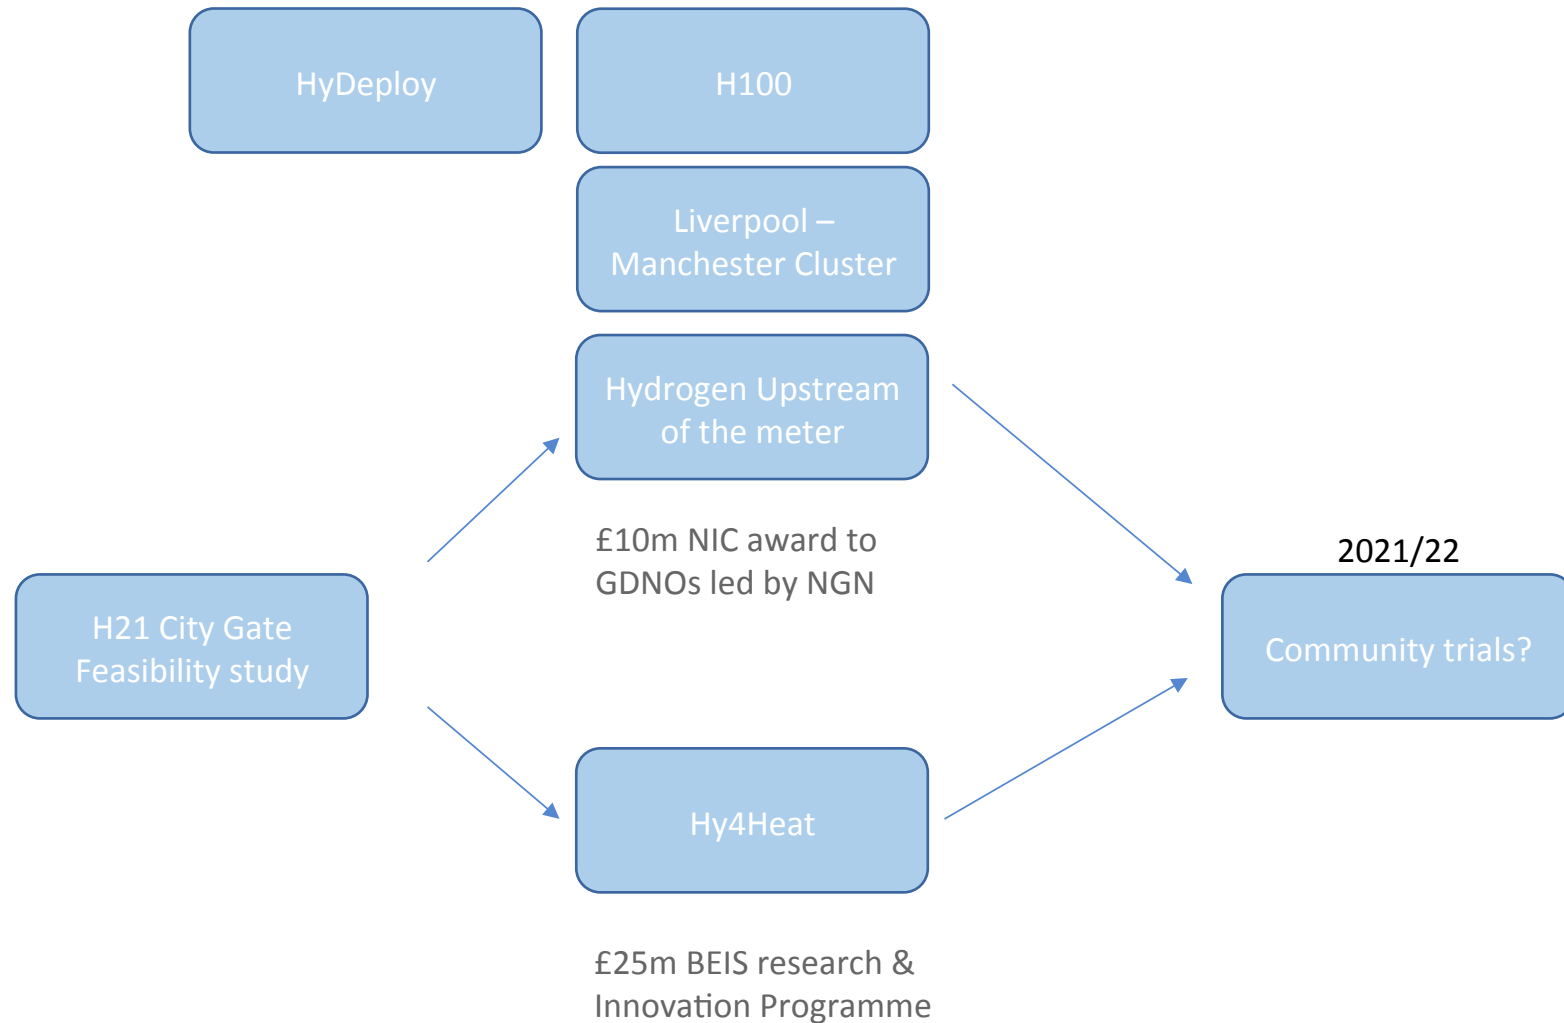 HyDeploy
H100
Liverpool –
Manchester Cluster
Hydrogen Upstream
of the meter
£10m NIC award to
GDNOs led by NGN
H21 City Gate
Feasibility study
2021/22
Community trials?
Hy4Heat
£25m BEIS research &
Innovation Programme